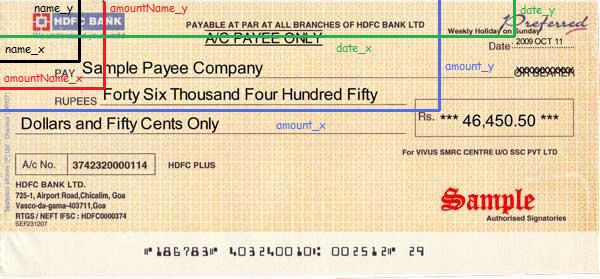 name_y
amountName_y
amount_y
date_y
HDFC BANK
PAYABLE AT PAR AT ALL BRANCHES OF HDFC BANK LTD
Preferred
Weekly Holiday on Sunday
A/C PAYEE ONLY
date_x
Date 2009 OCT 11
name_x
PAY Sample Payee Company
amount_y
OR BEARER
amountName_x
RUPEES Forty Six Thousand Four Hundred Fifty
Dollars and Fifty Cents Only
amount_x
Rs. *** 46,450.50 ***
A/c No. 3742320000114 HDFC PLUS
For VIVUS SMRC CENTRE U/O SSC PVT LTD
HDFC BANK LTD.
725-1, Airport Road,Chicalim, Goa
Vasco-da-gama-403711,Goa
RTGS / NEFT IFSC : HDFC0000374
SEF231207
Sample
Authorised Signatories
⑈186783⑈ 403240010⑆ 002512⑈ 29